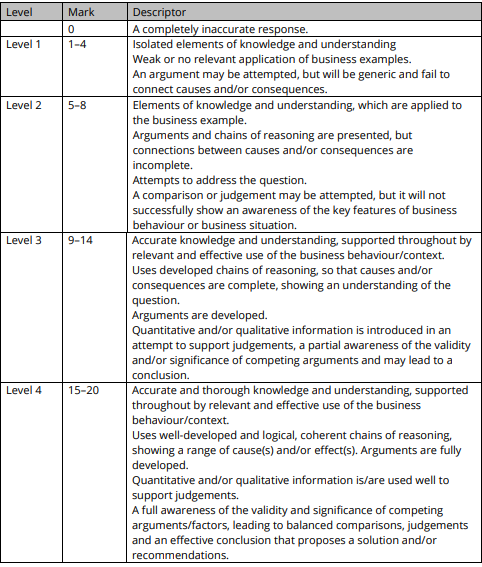 Level Mark Descriptor
0 A completely inaccurate response.
Level 1 1–4 Isolated elements of knowledge and understanding
Weak or no relevant application of business examples.
An argument may be attempted, but will be generic and fail to
connect causes and/or consequences.
Level 2 5–8 Elements of knowledge and understanding, which are applied to
the business example.
Arguments and chains of reasoning are presented, but
connections between causes and/or consequences are
incomplete.
Attempts to address the question.
A comparison or judgement may be attempted, but it will not
successfully show an awareness of the key features of business
behaviour or business situation.
Level 3 9–14 Accurate knowledge and understanding, supported throughout by
relevant and effective use of the business behaviour/context.
Uses developed chains of reasoning, so that causes and/or
consequences are complete, showing an understanding of the
question.
Arguments are developed.
Quantitative and/or qualitative information is introduced in an
attempt to support judgements, a partial awareness of the validity
and/or significance of competing arguments and may lead to a
conclusion.
Level 4 15–20 Accurate and thorough knowledge and understanding, supported
throughout by relevant and effective use of the business
behaviour/context.
Uses well-developed and logical, coherent chains of reasoning,
showing a range of cause(s) and/or effect(s). Arguments are fully
developed.
Quantitative and/or qualitative information is/are used well to
support judgements.
A full awareness of the validity and significance of competing
arguments/factors, leading to balanced comparisons, judgements
and an effective conclusion that proposes a solution and/or
recommendations.